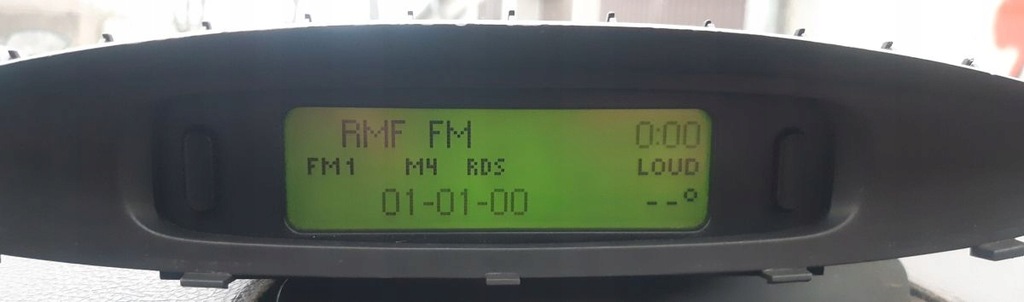 RMF FM 0:00
FM1 M4 RDS LOUD
01-01-00 --°